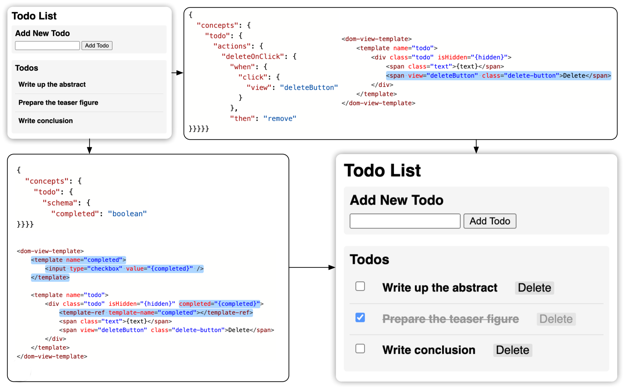 Todo List
Add New Todo
Add Todo
Todos
Write up the abstract
Prepare the teaser figure
Write conclusion
{
"concepts": {
"todo": {
"actions": {
"deleteOnClick": {
"when": {
"click": {
"view": "deleteButton"
}
},
"then": "remove"
}}}}}
<dom-view-template>
<template name="todo">
<div class="todo" isHidden="{hidden}">
<span class="text">{text}</span>
<span view="deleteButton" class="delete-button">Delete</span>
</div>
</template>
</dom-view-template>
{
"concepts": {
"todo": {
"schema": {
"completed": "boolean"
}}}}
<dom-view-template>
<template name="completed">
<input type="checkbox" value="{completed}" />
</template>
<template name="todo">
<div class="todo" isHidden="{hidden}" completed="{completed}">
<template-ref template-name="completed"></template-ref>
<span class="text">{text}</span>
<span view="deleteButton" class="delete-button">Delete</span>
</div>
</template>
</dom-view-template>
Todo List
Add New Todo
Add Todo
Todos
Write up the abstract Delete
Prepare the teaser figure Delete
Write conclusion Delete